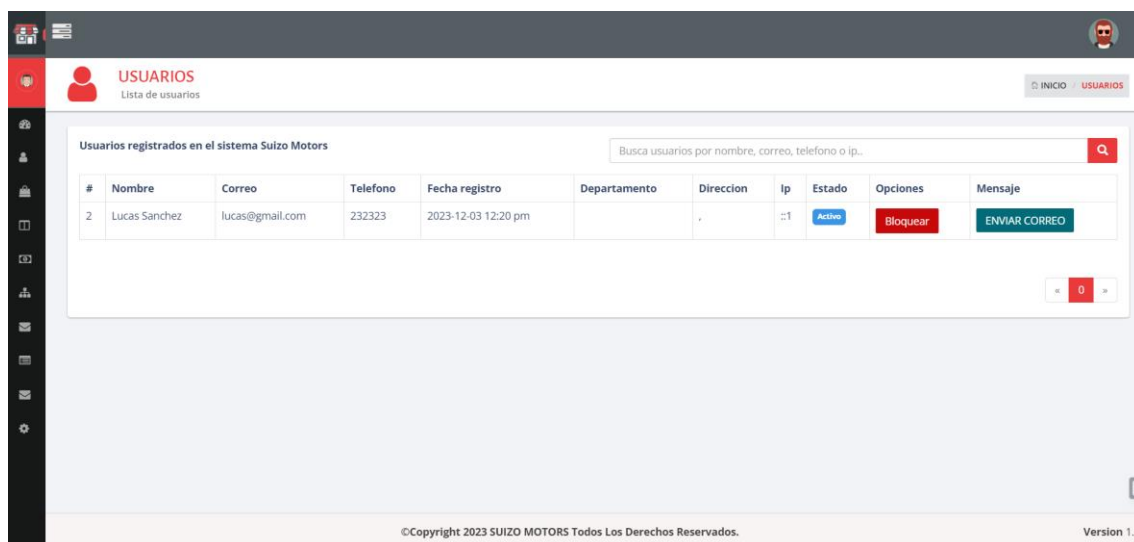 USUARIOS
Lista de usuarios
INICIO / USUARIOS
Usuarios registrados en el sistema Suizo Motors
Busca usuarios por nombre, correo, telefono o ip..
# Nombre Correo Telefono Fecha registro Departamento Direccion Ip Estado Opciones Mensaje
2 Lucas Sanchez lucas@gmail.com 232323 2023-12-03 12:20 pm , ::1 Activo Bloquear ENVIAR CORREO
« 0 »
©Copyright 2023 SUIZO MOTORS Todos Los Derechos Reservados.
Version 1.